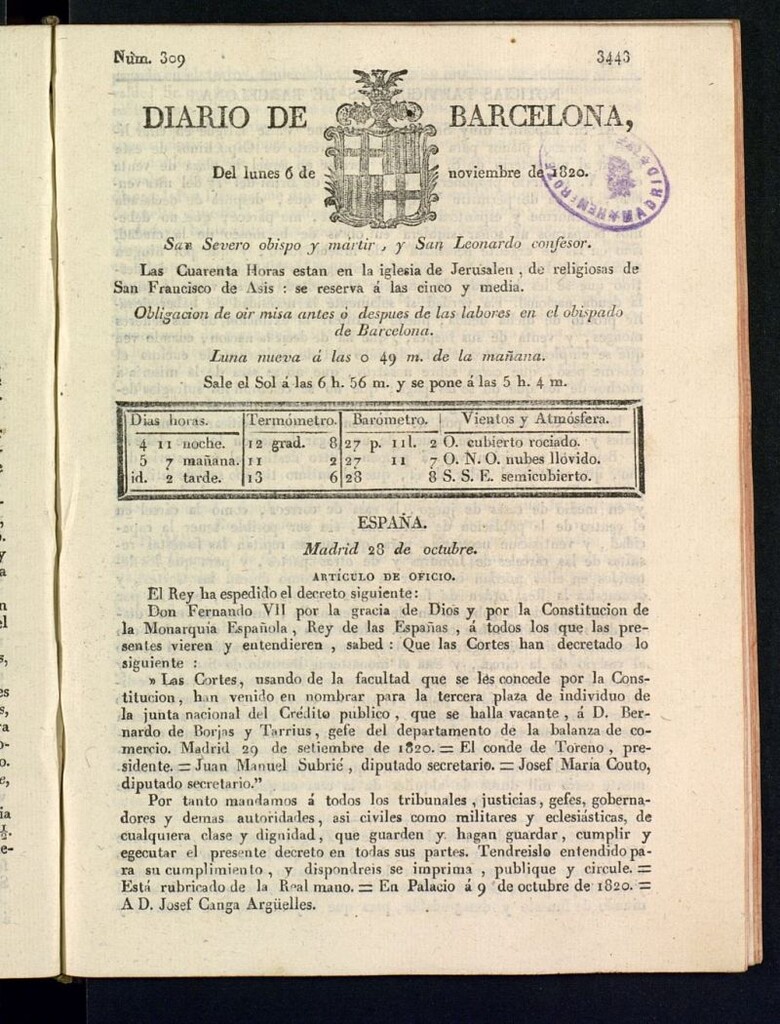 Núm. 309
3443
DIARIO DE BARCELONA,
Del lunes 6 de noviembre de 1820.
San Severo obispo y mártir, y San Leonardo confesor.
Las Cuarenta Horas estan en la iglesia de Jerusalen, de religiosas de
San Francisco de Asis : se reserva á las cinco y media.
Obligacion de oir misa antes ó despues de las labores en el obispado
de Barcelona.
Luna nueva á las 0 49 m. de la mañana.
Sale el Sol á las 6 h. 56 m. y se pone á las 5 h. 4 m.
Dias horas. Termómetro. Barómetro. Vientos y Atmósfera.
4 11 noche. 12 grad. 8 27 p. 11 l. 2 O. cubierto rociado.
5 7 mañana. 11 2 27 11 7 O. N. O. nubes llóvido.
id. 2 tarde. 13 6 28 8 S. S. E. semicubierto.
ESPAÑA.
Madrid 28 de octubre.
ARTÍCULO DE OFICIO.
El Rey ha espedido el decreto siguiente:
Don Fernando VII por la gracia de Dios y por la Constitucion de
la Monarquía Española, Rey de las Españas, á todos los que las pre-
sentes vieren y entendieren, sabed : Que las Cortes han decretado lo
siguiente :
» Las Cortes, usando de la facultad que se les concede por la Cons-
titucion, han venido en nombrar para la tercera plaza de individuo de
la junta nacional del Crédito publico, que se halla vacante, á D. Ber-
nardo de Borjas y Tarrius, gefe del departamento de la balanza de co-
mercio. Madrid 29 de setiembre de 1820. = El conde de Toreno, pre-
sidente. = Juan Manuel Subrié, diputado secretario. = Josef María Couto,
diputado secretario."
Por tanto mandamos á todos los tribunales, justicias, gefes, goberna-
dores y demas autoridades, asi civiles como militares y eclesiásticas, de
cualquiera clase y dignidad, que guarden y hagan guardar, cumplir y
egecutar el presente decreto en todas sus partes. Tendreislo entendido pa-
ra su cumplimiento, y dispondreis se imprima, publique y circule. =
Está rubricado de la Real mano. = En Palacio á 9 de octubre de 1820. =
A D. Josef Canga Argüelles.
MADRID